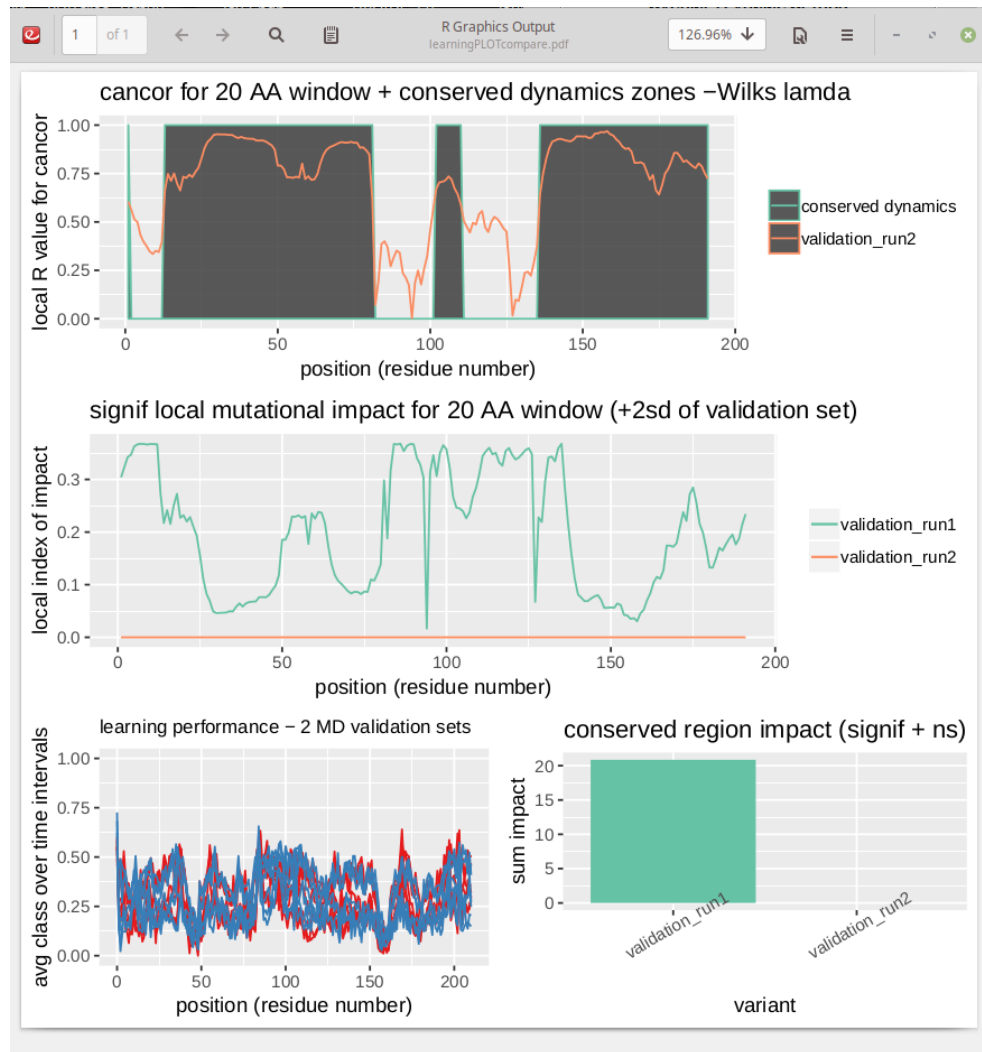 1
of 1
R Graphics Output
learningPLOTcompare.pdf
126.96%
cancor for 20 AA window + conserved dynamics zones −Wilks lamda
local R value for cancor
1.00
0.75
0.50
0.25
0.00
0
50
100
150
200
position (residue number)
conserved dynamics
validation_run2
signif local mutational impact for 20 AA window (+2sd of validation set)
local index of impact
0.3
0.2
0.1
0.0
0
50
100
150
200
position (residue number)
validation_run1
validation_run2
learning performance − 2 MD validation sets
avg class over time intervals
1.00
0.75
0.50
0.25
0.00
0
50
100
150
200
position (residue number)
conserved region impact (signif + ns)
sum impact
20
15
10
5
0
validation_run1
validation_run2
variant